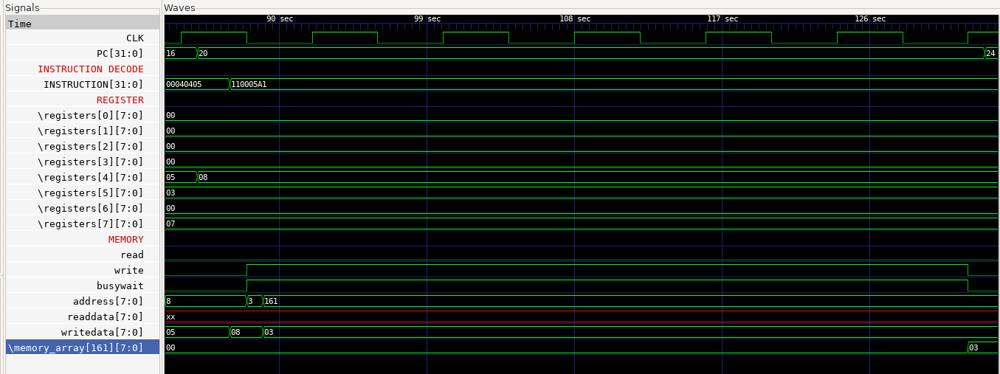 Signals Waves
Time 90 sec 99 sec 108 sec 117 sec 126 sec
CLK
PC[31:0] 16 20 24
INSTRUCTION DECODE
INSTRUCTION[31:0] 00040405 110005A1
REGISTER
\registers[0][7:0] 00
\registers[1][7:0] 00
\registers[2][7:0] 00
\registers[3][7:0] 00
\registers[4][7:0] 05 08
\registers[5][7:0] 03
\registers[6][7:0] 00
\registers[7][7:0] 07
MEMORY
read
write
busywait
address[7:0] 8 3 161
readdata[7:0] xx
writedata[7:0] 05 08 03
\memory_array[161][7:0] 00 03